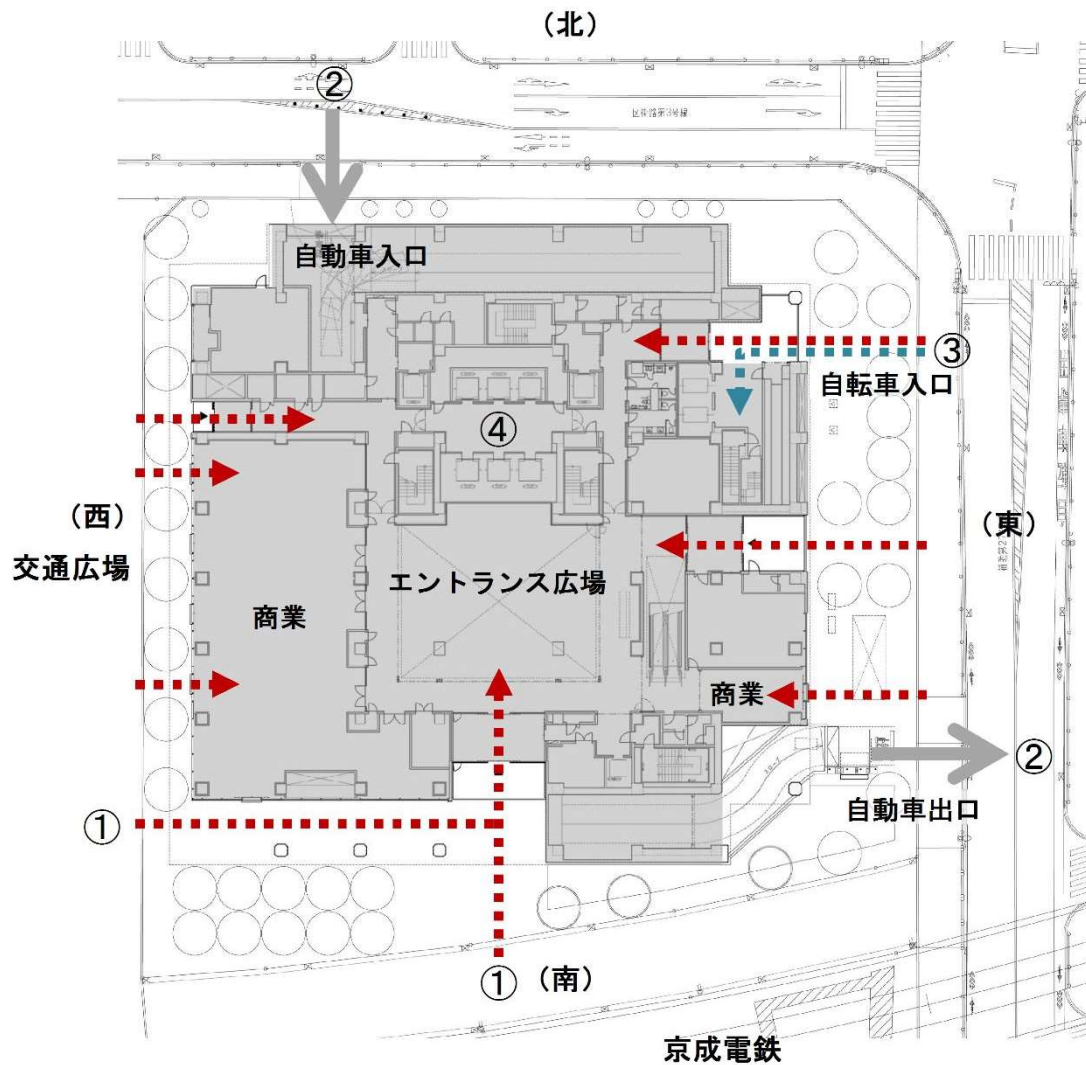 （北）
②
自動車入口
③
自転車入口
④
（西）
交通広場
（東）
エントランス広場
商業
商業
②
自動車出口
①
①
（南）
京成電鉄